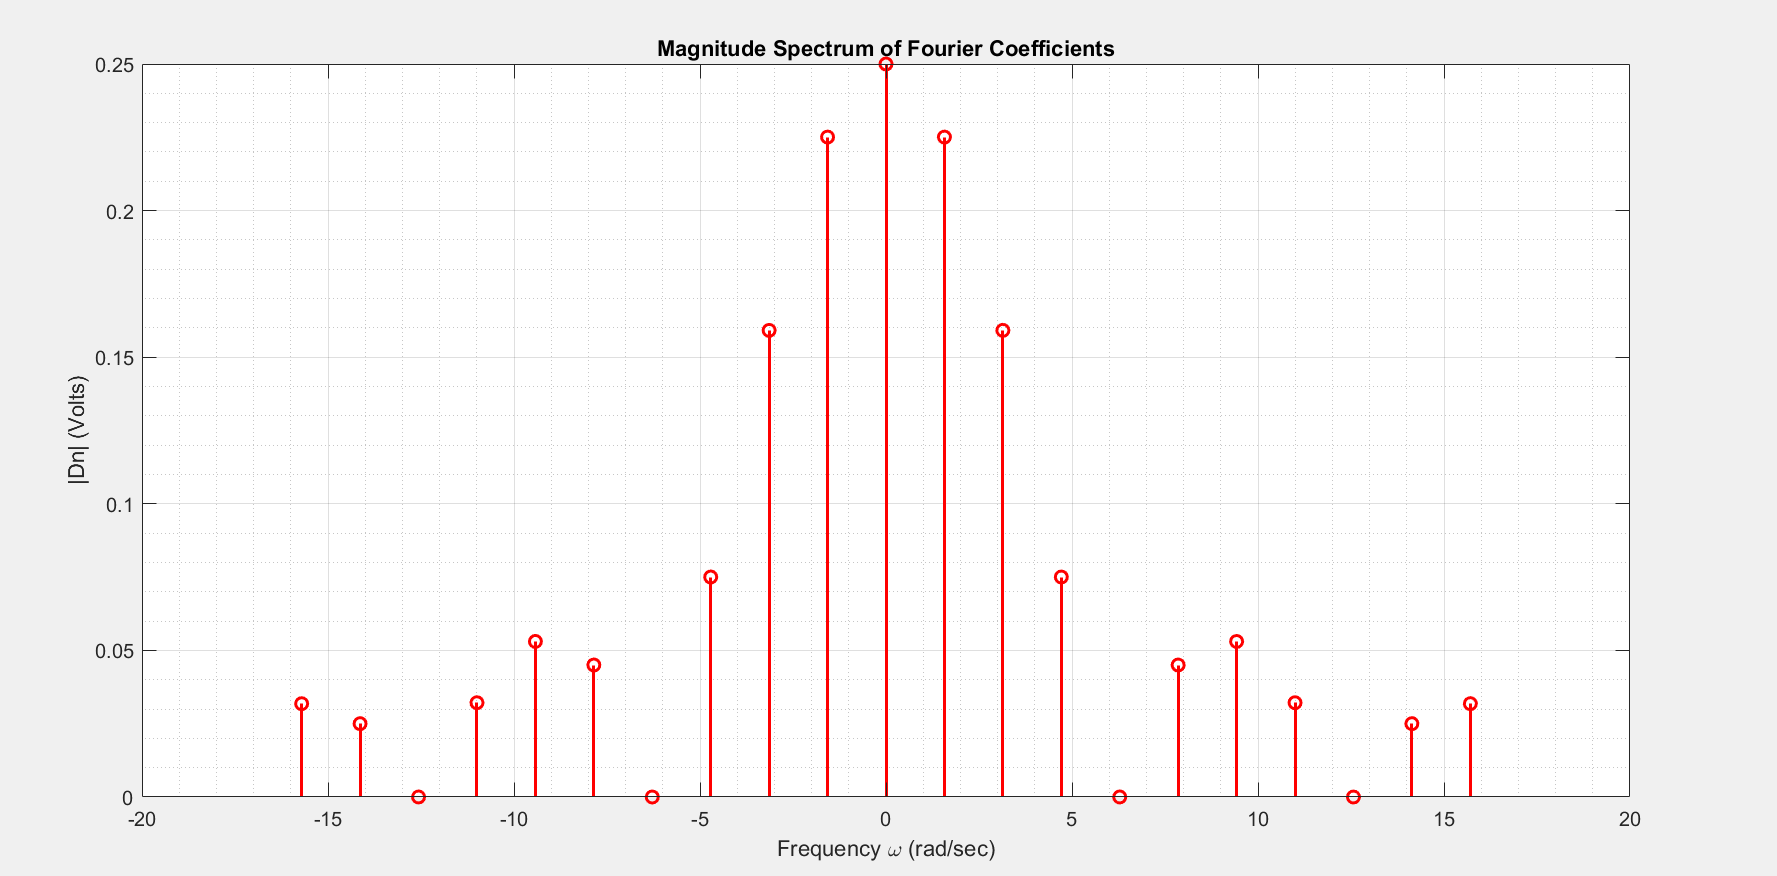 Magnitude Spectrum of Fourier Coefficients
0.25
0.2
0.15
0.1
0.05
0
|Dn| (Volts)
-20 -15 -10 -5 0 5 10 15 20
Frequency ω (rad/sec)